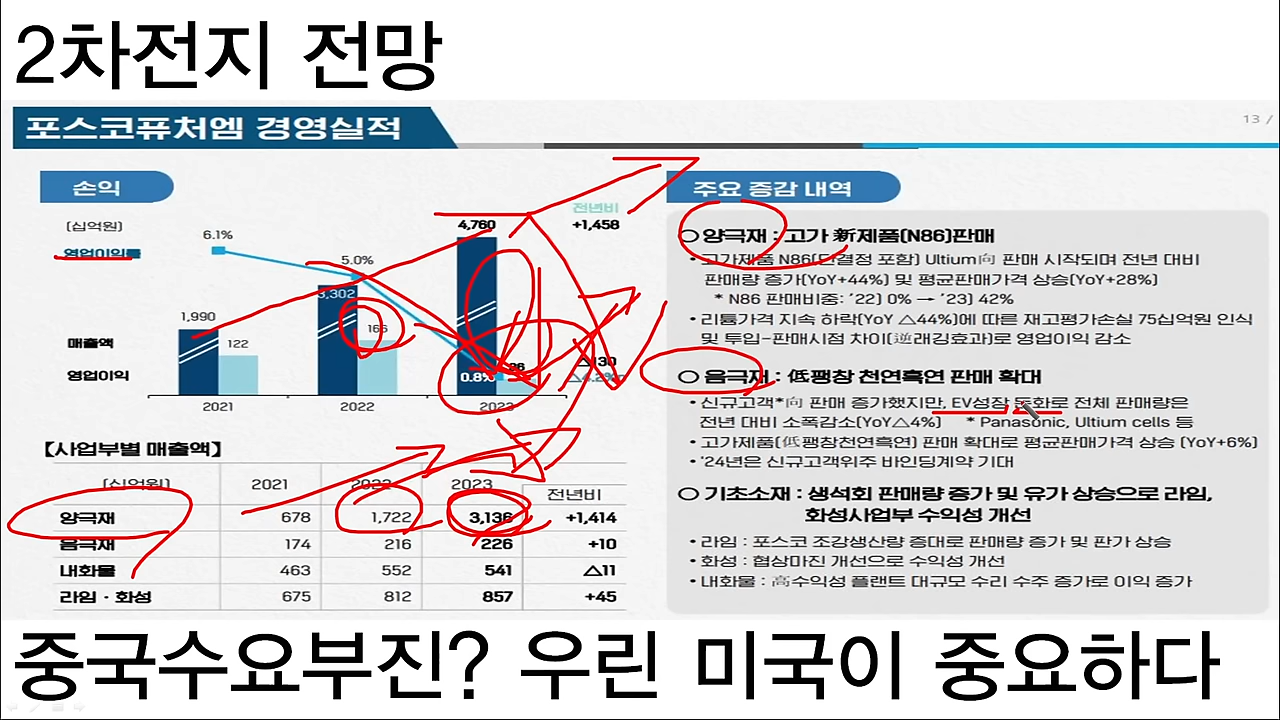 2차전지 전망
포스코퓨처엠 경영실적
13 /
손익
(십억원)
영업이익률
6.1%
5.0%
0.8%
전년비
4,760
+1,458
3,302
1,990
매출액
122
166
영업이익
2021
2022
2023
【사업부별 매출액】
(십억원) 2021 2022 2023 전년비
양극재 678 1,722 3,136 +1,414
음극재 174 216 226 +10
내화물 463 552 541 △11
라임 · 화성 675 812 857 +45
주요 증감 내역
○ 양극재 : 고가 新제품(N86)판매
• 고가제품 N86(단결정 포함) Ultium向 판매 시작되며 전년 대비
판매량 증가(YoY+44%) 및 평균판매가격 상승(YoY+28%)
* N86 판매비중: '22) 0% → '23) 42%
• 리튬가격 지속 하락(YoY △44%)에 따른 재고평가손실 75십억원 인식
및 투입-판매시점 차이(逆래깅효과)로 영업이익 감소
○ 음극재 : 低팽창 천연흑연 판매 확대
• 신규고객*向 판매 증가했지만, EV성장 둔화로 전체 판매량은
전년 대비 소폭감소(YoY△4%) * Panasonic, Ultium cells 등
• 고가제품(低팽창천연흑연) 판매 확대로 평균판매가격 상승 (YoY+6%)
• '24년은 신규고객위주 바인딩계약 기대
○ 기초소재 : 생석회 판매량 증가 및 유가 상승으로 라임,
화성사업부 수익성 개선
• 라임 : 포스코 조강생산량 증대로 판매량 증가 및 판가 상승
• 화성 : 협상마진 개선으로 수익성 개선
• 내화물 : 高수익성 플랜트 대규모 수리 수주 증가로 이익 증가
중국수요부진? 우린 미국이 중요하다